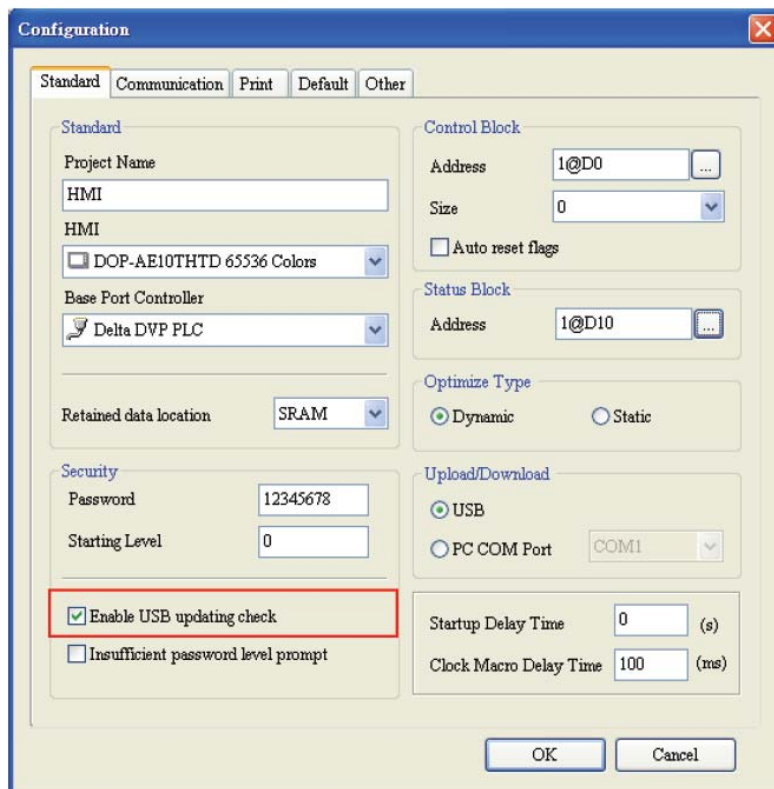 Configuration
Standard Communication Print Default Other
Standard
Project Name
HMI
HMI
DOP-AE10THTD 65536 Colors
Base Port Controller
Delta DVP PLC
Retained data location SRAM
Security
Password 12345678
Starting Level 0
Enable USB updating check
Insufficient password level prompt
Control Block
Address 1@D0 ...
Size 0
Auto reset flags
Status Block
Address 1@D10 ...
Optimize Type
Dynamic Static
Upload/Download
USB
PC COM Port COM1
Startup Delay Time 0 (s)
Clock Macro Delay Time 100 (ms)
OK Cancel